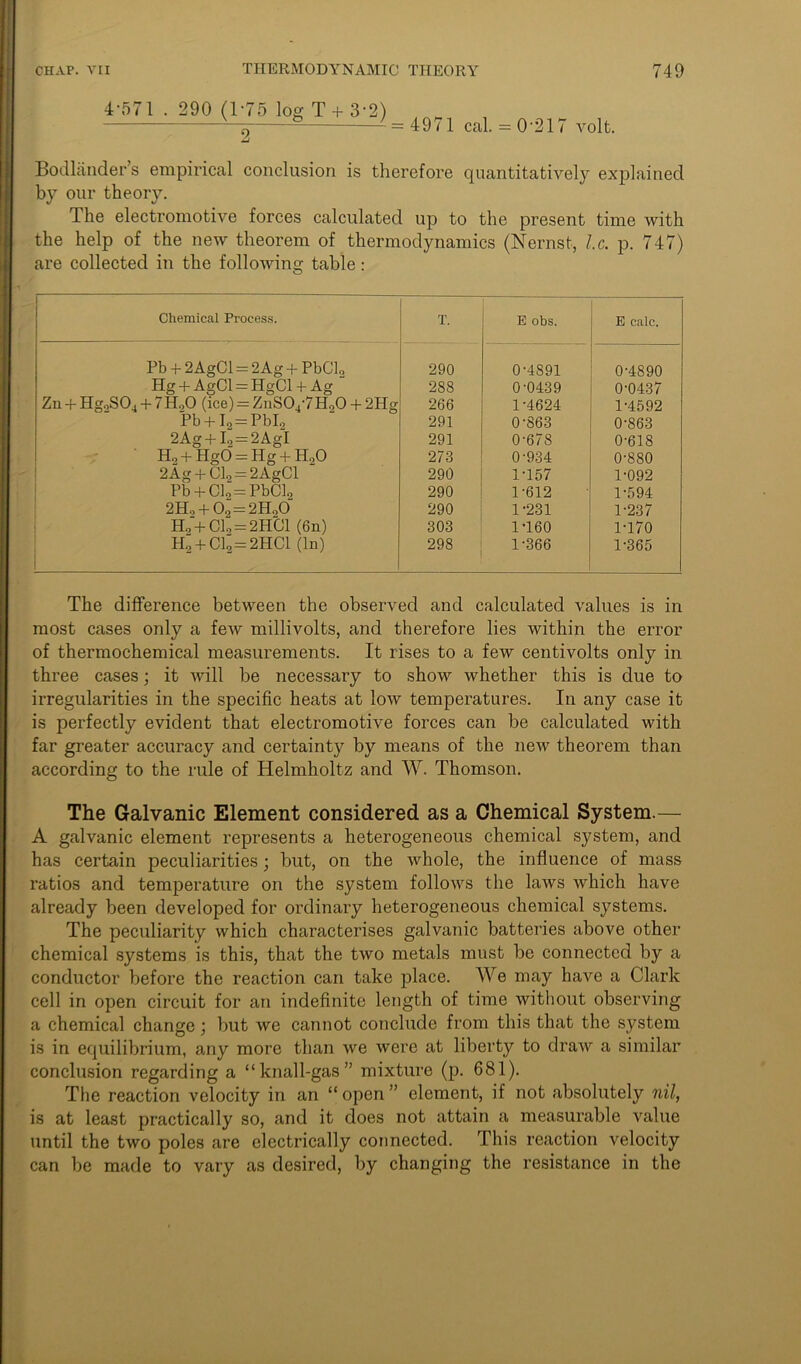 CHAP. VII THERMODYNAMIC THEORY 749
4·571 . 290 (1·75 log T + 3·2)
2
= 4971 cal. = 0·217 volt.
Bodländer's empirical conclusion is therefore quantitatively explained
by our theory.
The electromotive forces calculated up to the present time with
the help of the new theorem of thermodynamics (Nernst, l.c. p. 747)
are collected in the following table :
Chemical Process. T. E obs. E calc.
Pb + 2AgCl = 2Ag + PbCl₂ 290 0·4891 0·4890
Hg + AgCl = HgCl + Ag 288 0·0439 0·0437
Zn + Hg₂SO₄ + 7H₂O (ice) = ZnSO₄·7H₂O + 2Hg 266 1·4624 1·4592
Pb + I₂ = PbI₂ 291 0·863 0·863
2Ag + I₂ = 2AgI 291 0·678 0·618
H₂ + HgO = Hg + H₂O 273 0·934 0·880
2Ag + Cl₂ = 2AgCl 290 1·157 1·092
Pb + Cl₂ = PbCl₂ 290 1·612 1·594
2H₂ + O₂ = 2H₂O 290 1·231 1·237
H₂ + Cl₂ = 2HCl (6n) 303 1·160 1·170
H₂ + Cl₂ = 2HCl (1n) 298 1·366 1·365
The difference between the observed and calculated values is in
most cases only a few millivolts, and therefore lies within the error
of thermochemical measurements. It rises to a few centivolts only in
three cases ; it will be necessary to show whether this is due to
irregularities in the specific heats at low temperatures. In any case it
is perfectly evident that electromotive forces can be calculated with
far greater accuracy and certainty by means of the new theorem than
according to the rule of Helmholtz and W. Thomson.
The Galvanic Element considered as a Chemical System.—
A galvanic element represents a heterogeneous chemical system, and
has certain peculiarities ; but, on the whole, the influence of mass
ratios and temperature on the system follows the laws which have
already been developed for ordinary heterogeneous chemical systems.
The peculiarity which characterises galvanic batteries above other
chemical systems is this, that the two metals must be connected by a
conductor before the reaction can take place. We may have a Clark
cell in open circuit for an indefinite length of time without observing
a chemical change ; but we cannot conclude from this that the system
is in equilibrium, any more than we were at liberty to draw a similar
conclusion regarding a “knall-gas” mixture (p. 681).
The reaction velocity in an “open” element, if not absolutely nil,
is at least practically so, and it does not attain a measurable value
until the two poles are electrically connected. This reaction velocity
can be made to vary as desired, by changing the resistance in the